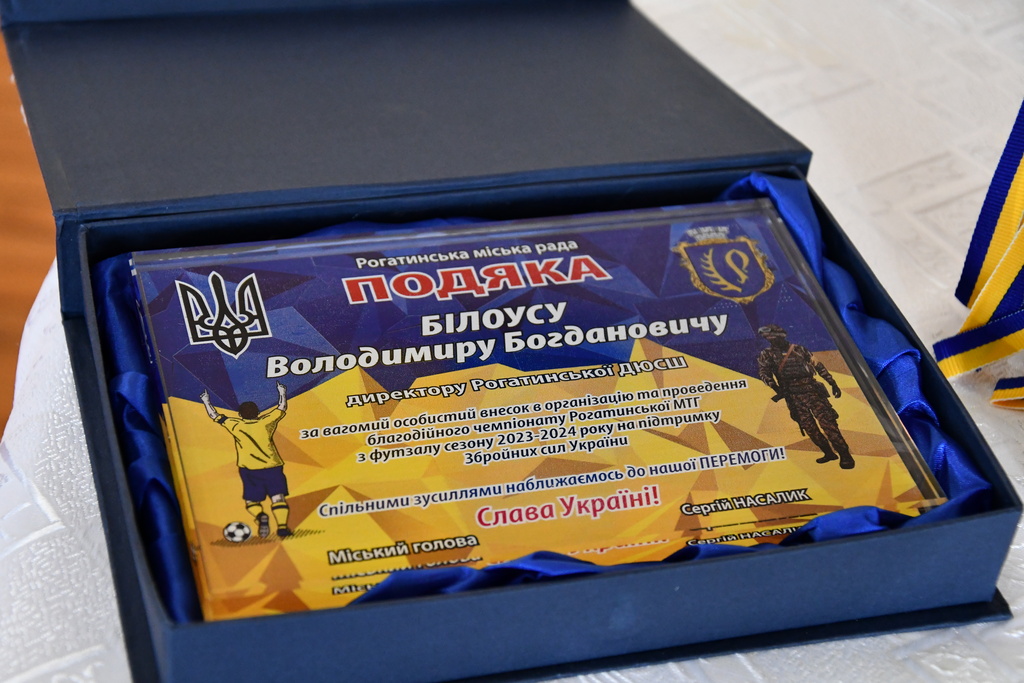 Рогатинська міська рада
ПОДЯКА
БІЛОУСУ
Володимиру Богдановичу
директору Рогатинської ДЮСШ
за вагомий особистий внесок в організацію та проведення
благодійного чемпіонату Рогатинської МТГ
з футзалу сезону 2023-2024 року на підтримку
Збройних сил України
Спільними зусиллями наближаємось до нашої ПЕРЕМОГИ!
Слава Україні!
Міський голова Сергій НАСАЛИК